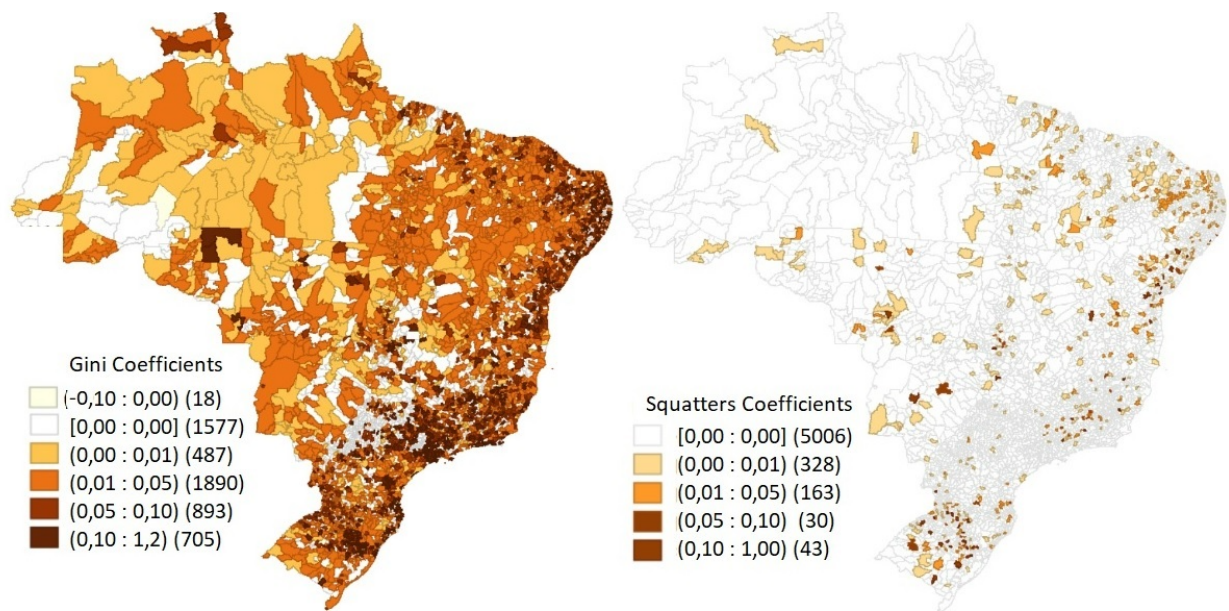 Gini Coefficients
(-0,10 : 0,00) (18)
[0,00 : 0,00] (1577)
(0,00 : 0,01) (487)
(0,01 : 0,05) (1890)
(0,05 : 0,10) (893)
(0,10 : 1,2) (705)
Squatters Coefficients
[0,00 : 0,00] (5006)
(0,00 : 0,01) (328)
(0,01 : 0,05) (163)
(0,05 : 0,10) (30)
(0,10 : 1,00) (43)